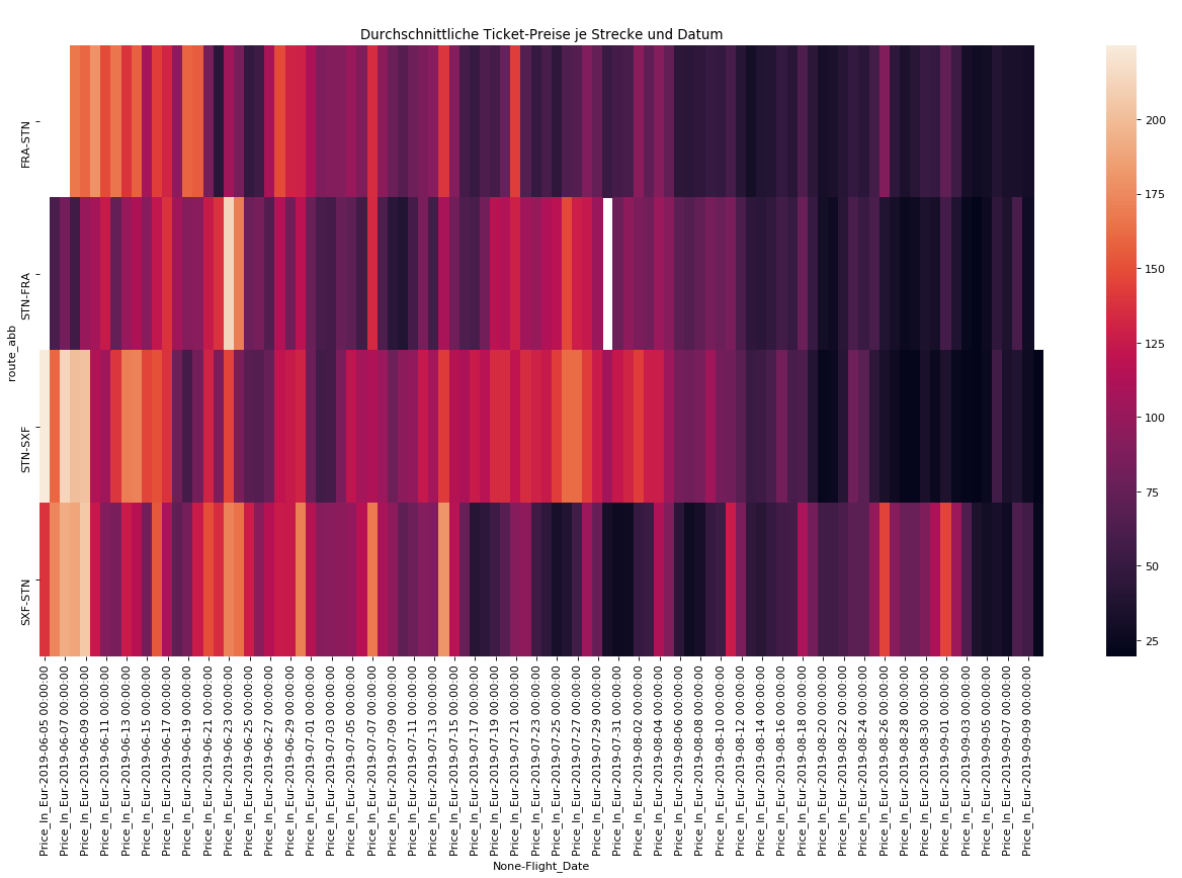 Durchschnittliche Ticket-Preise je Strecke und Datum
route_abb
FRA-STN
STN-FRA
STN-SXF
SXF-STN
200
175
150
125
100
75
50
25
Price_In_Eur-2019-06-05 00:00:00
Price_In_Eur-2019-06-07 00:00:00
Price_In_Eur-2019-06-09 00:00:00
Price_In_Eur-2019-06-11 00:00:00
Price_In_Eur-2019-06-13 00:00:00
Price_In_Eur-2019-06-15 00:00:00
Price_In_Eur-2019-06-17 00:00:00
Price_In_Eur-2019-06-19 00:00:00
Price_In_Eur-2019-06-21 00:00:00
Price_In_Eur-2019-06-23 00:00:00
Price_In_Eur-2019-06-25 00:00:00
Price_In_Eur-2019-06-27 00:00:00
Price_In_Eur-2019-06-29 00:00:00
Price_In_Eur-2019-07-01 00:00:00
Price_In_Eur-2019-07-03 00:00:00
Price_In_Eur-2019-07-05 00:00:00
Price_In_Eur-2019-07-07 00:00:00
Price_In_Eur-2019-07-09 00:00:00
Price_In_Eur-2019-07-11 00:00:00
Price_In_Eur-2019-07-13 00:00:00
Price_In_Eur-2019-07-15 00:00:00
Price_In_Eur-2019-07-17 00:00:00
Price_In_Eur-2019-07-19 00:00:00
Price_In_Eur-2019-07-21 00:00:00
Price_In_Eur-2019-07-23 00:00:00
Price_In_Eur-2019-07-25 00:00:00
Price_In_Eur-2019-07-27 00:00:00
Price_In_Eur-2019-07-29 00:00:00
Price_In_Eur-2019-07-31 00:00:00
Price_In_Eur-2019-08-02 00:00:00
Price_In_Eur-2019-08-04 00:00:00
Price_In_Eur-2019-08-06 00:00:00
Price_In_Eur-2019-08-08 00:00:00
Price_In_Eur-2019-08-10 00:00:00
Price_In_Eur-2019-08-12 00:00:00
Price_In_Eur-2019-08-14 00:00:00
Price_In_Eur-2019-08-16 00:00:00
Price_In_Eur-2019-08-18 00:00:00
Price_In_Eur-2019-08-20 00:00:00
Price_In_Eur-2019-08-22 00:00:00
Price_In_Eur-2019-08-24 00:00:00
Price_In_Eur-2019-08-26 00:00:00
Price_In_Eur-2019-08-28 00:00:00
Price_In_Eur-2019-08-30 00:00:00
Price_In_Eur-2019-09-01 00:00:00
Price_In_Eur-2019-09-03 00:00:00
Price_In_Eur-2019-09-05 00:00:00
Price_In_Eur-2019-09-07 00:00:00
Price_In_Eur-2019-09-09 00:00:00
None-Flight_Date